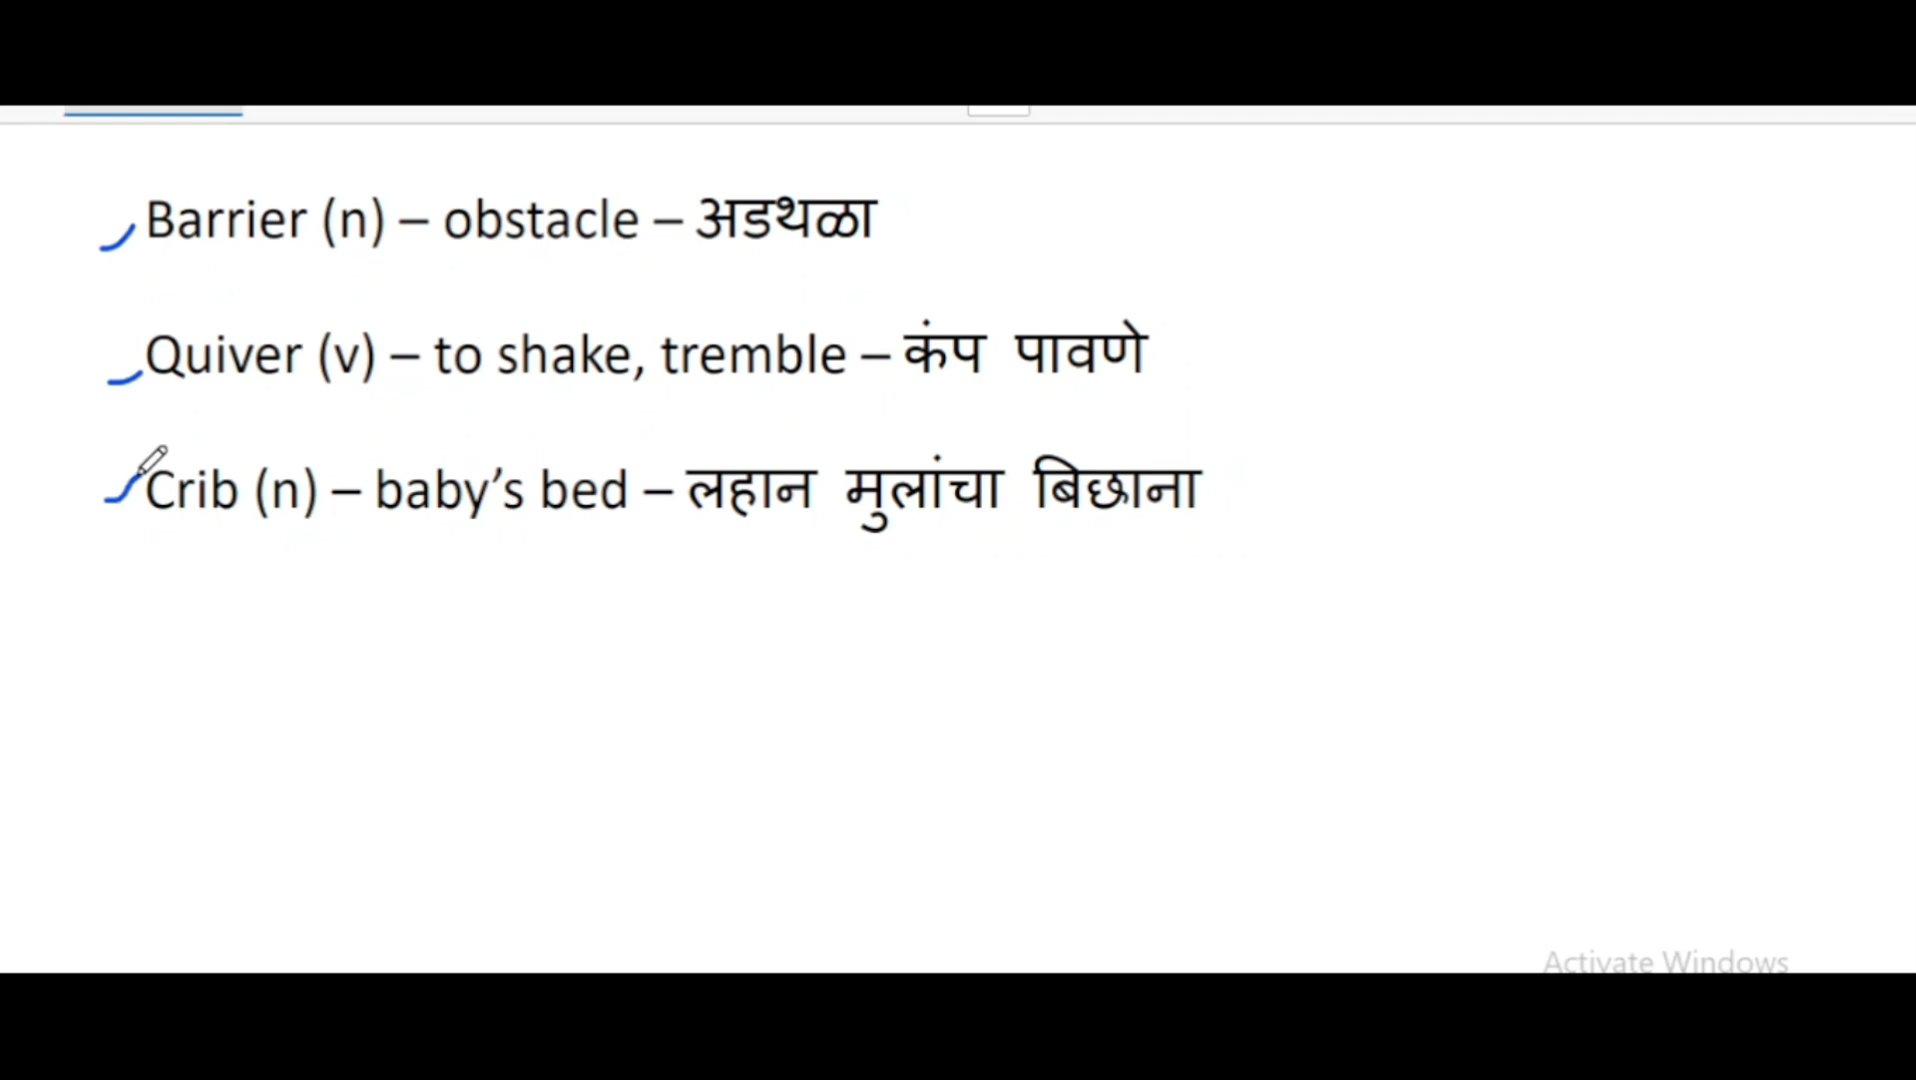 Barrier (n) – obstacle – अडथळा
Quiver (v) – to shake, tremble – कंप पावणे
Crib (n) – baby’s bed – लहान मुलांचा बिछाना
Activate Windows